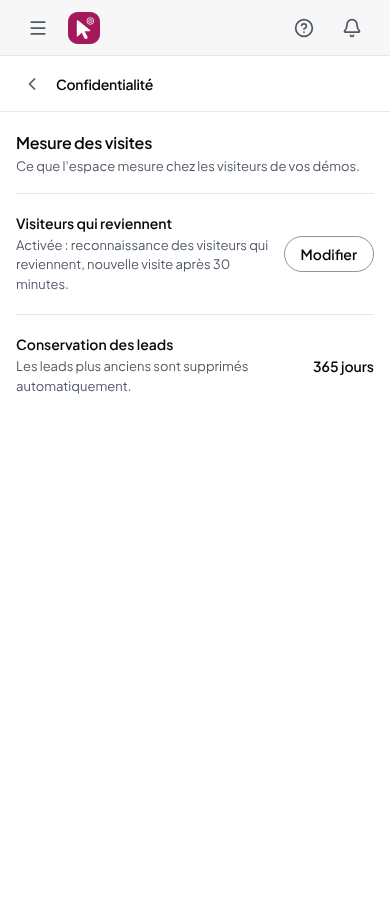 Confidentialité
Mesure des visites
Ce que l'espace mesure chez les visiteurs de vos démos.
Visiteurs qui reviennent
Activée : reconnaissance des visiteurs qui
reviennent, nouvelle visite après 30
minutes.
Modifier
Conservation des leads
Les leads plus anciens sont supprimés
automatiquement.
365 jours